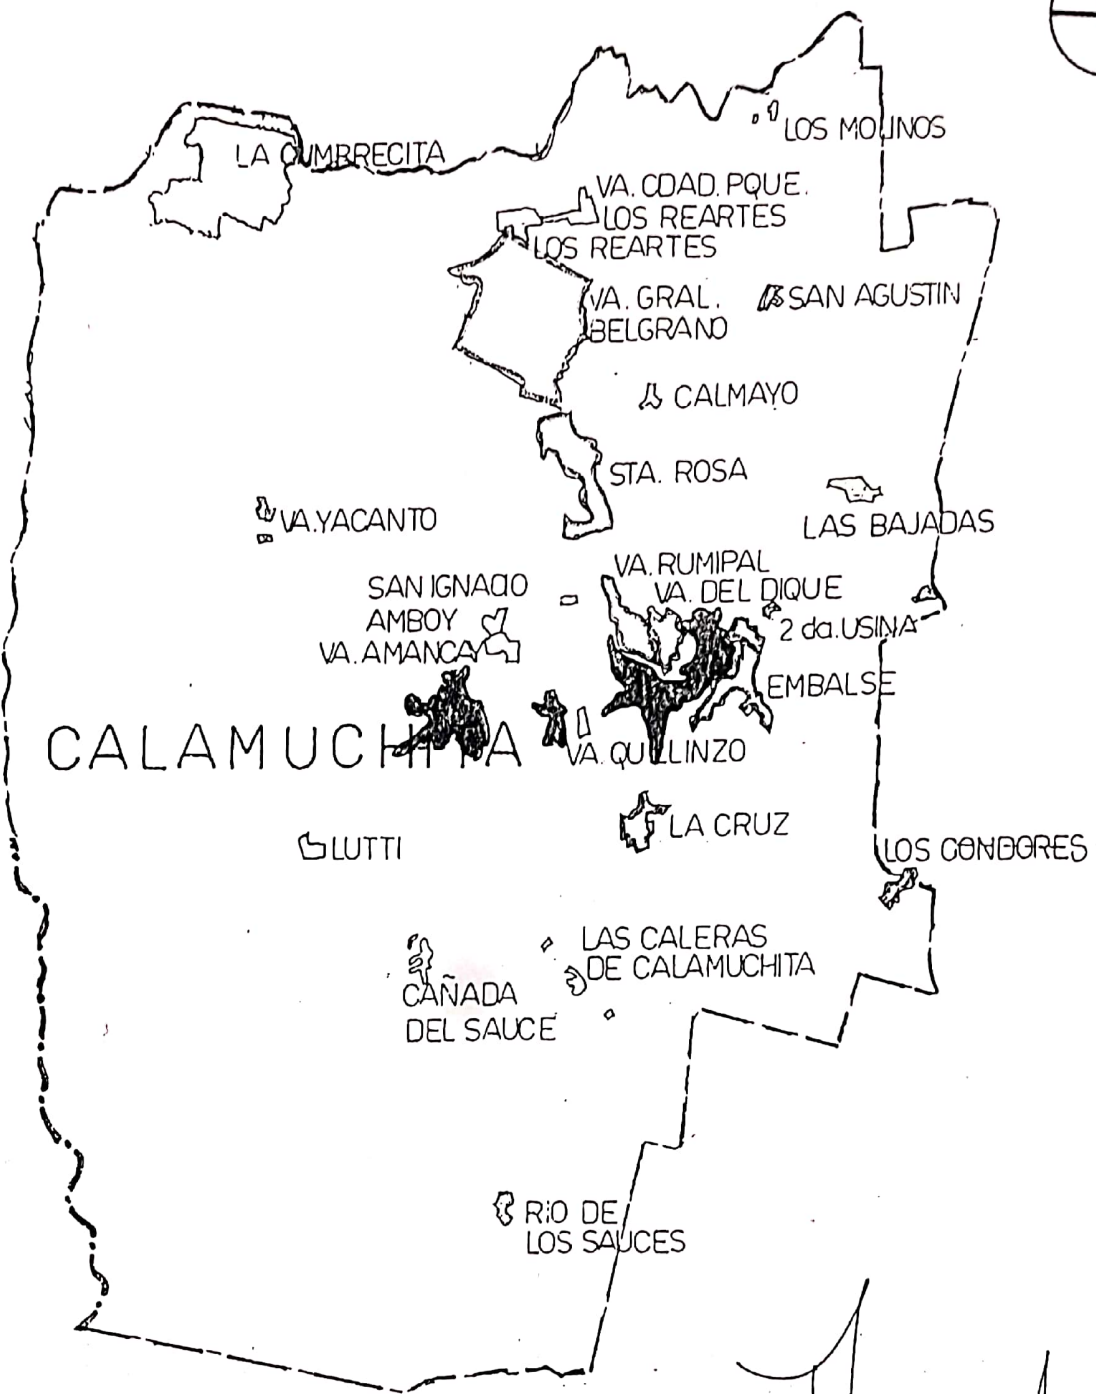 LOS MOLINOS
LA CUMBRECITA
VA. CDAD. PQUE.
LOS REARTES
LOS REARTES
VA. GRAL.
BELGRANO
SAN AGUSTIN
CALMAYO
STA. ROSA
VA. YACANTO
LAS BAJADAS
VA. RUMIPAL
SAN IGNACIO
VA. DEL DIQUE
AMBOY
2 da. USINA
VA. AMANCAY
EMBALSE
CALAMUCHITA
VA. QUILLINZO
LA CRUZ
LUTTI
LOS CONDORES
LAS CALERAS
DE CALAMUCHITA
CAÑADA
DEL SAUCE
RIO DE
LOS SAUCES